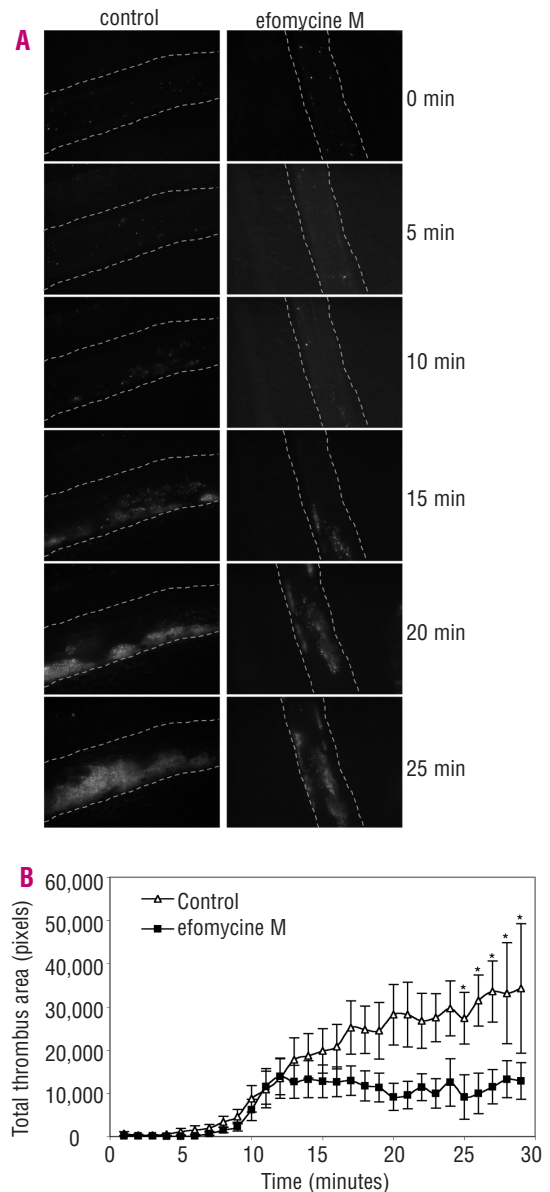 control efomycine M
A
0 min
5 min
10 min
15 min
20 min
25 min
B
60,000
50,000
40,000
30,000
20,000
10,000
0
Total thrombus area (pixels)
Control
efomycine M
* * * * *
0 5 10 15 20 25 30
Time (minutes)